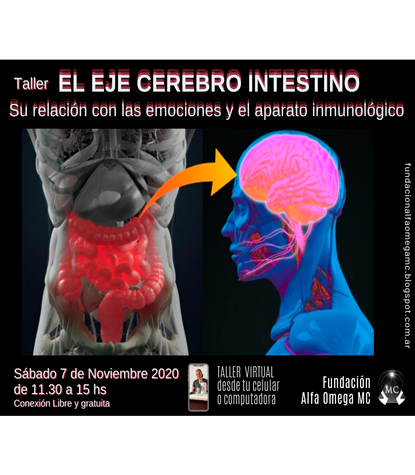 Taller EL EJE CEREBRO INTESTINO
Su relación con las emociones y el aparato inmunológico
fundacionalfaomegamc.blogspot.com.ar
Sábado 7 de Noviembre 2020
de 11.30 a 15 hs
Conexión Libre y gratuita
TALLER VIRTUAL
desde tu celular
o computadora
Fundación
Alfa Omega MC
MC